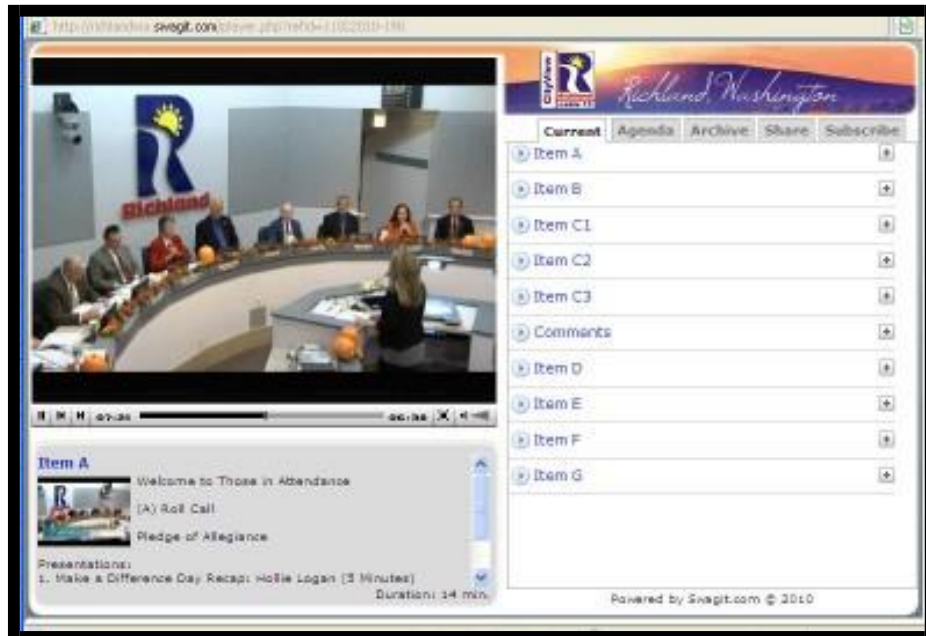 swagit.com
Richland
CityView
Richland, Washington
Current Agenda Archive Share Subscribe
Item A
Item B
Item C1
Item C2
Item C3
Comments
Item D
Item E
Item F
Item G
Item A
Welcome to Those in Attendance
(A) Roll Call
Pledge of Allegiance
Presentations:
1. Make a Difference Day Recap: Hollie Logan (5 Minutes)
Duration: 14 min.
Powered by Swagit.com © 2010